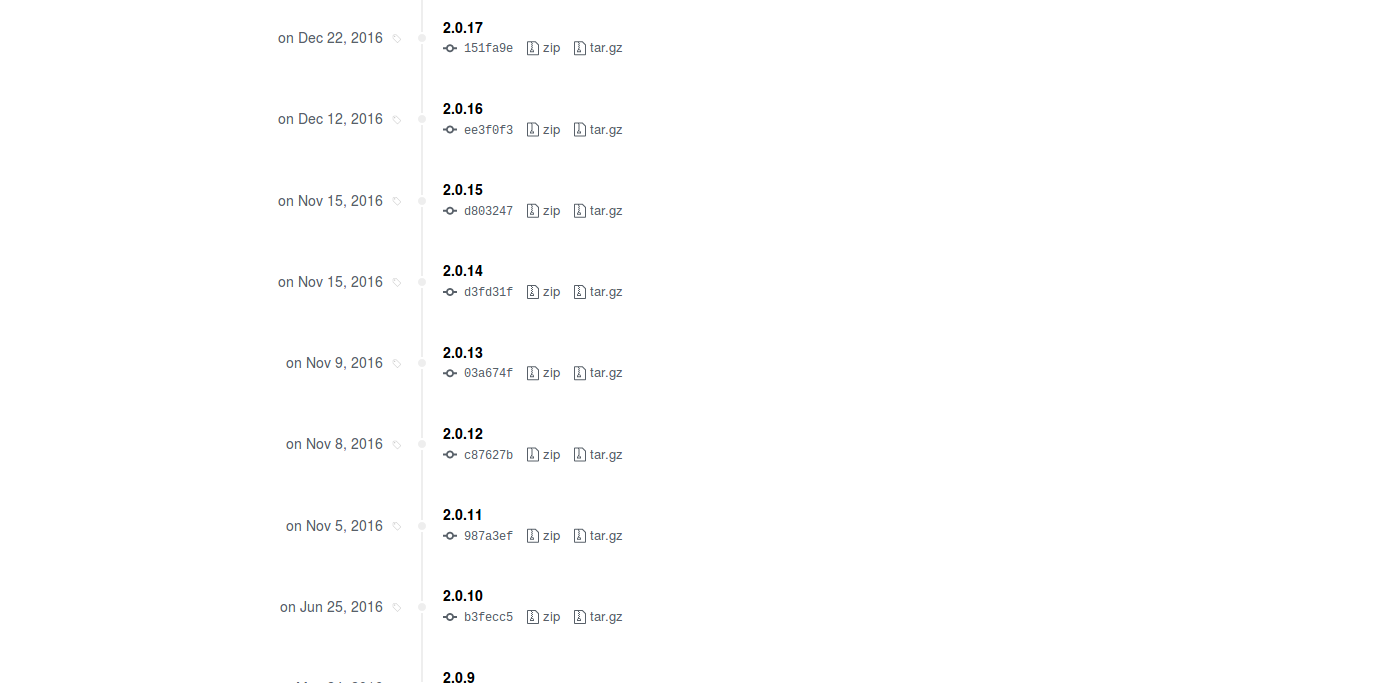 2.0.17
on Dec 22, 2016
151fa9e zip tar.gz
2.0.16
on Dec 12, 2016
ee3f0f3 zip tar.gz
2.0.15
on Nov 15, 2016
d803247 zip tar.gz
2.0.14
on Nov 15, 2016
d3fd31f zip tar.gz
2.0.13
on Nov 9, 2016
03a674f zip tar.gz
2.0.12
on Nov 8, 2016
c87627b zip tar.gz
2.0.11
on Nov 5, 2016
987a3ef zip tar.gz
2.0.10
on Jun 25, 2016
b3fecc5 zip tar.gz
2.0.9